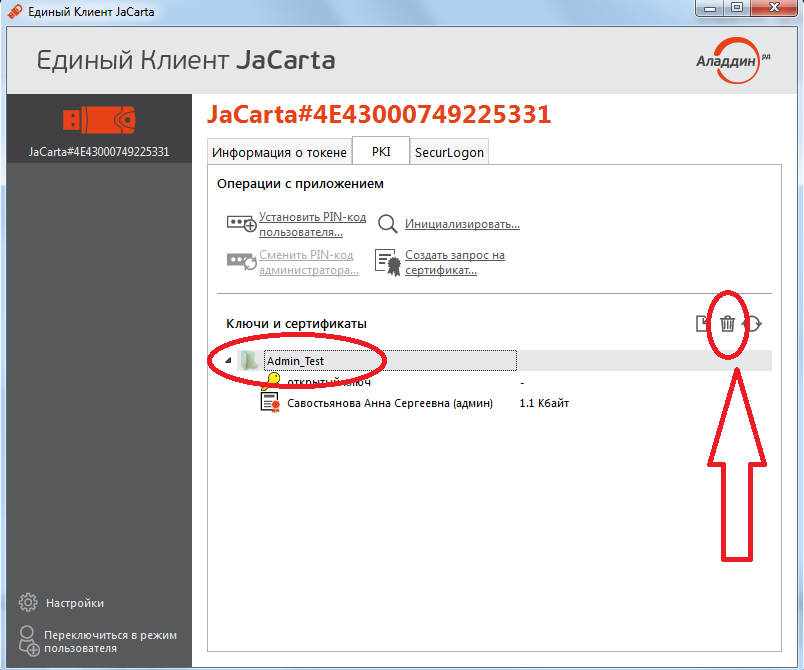 Единый Клиент JaCarta
Единый Клиент JaCarta
Аладдин РД
JaCarta#4E43000749225331
JaCarta#4E43000749225331
Информация о токене PKI SecurLogon
Операции с приложением
Установить PIN-код
пользователя...
Инициализировать...
Сменить PIN-код
администратора...
Создать запрос на
сертификат...
Ключи и сертификаты
Admin_Test
открытый ключ -
Савостьянова Анна Сергеевна (админ) 1.1 Кбайт
Настройки
Переключиться в режим
пользователя